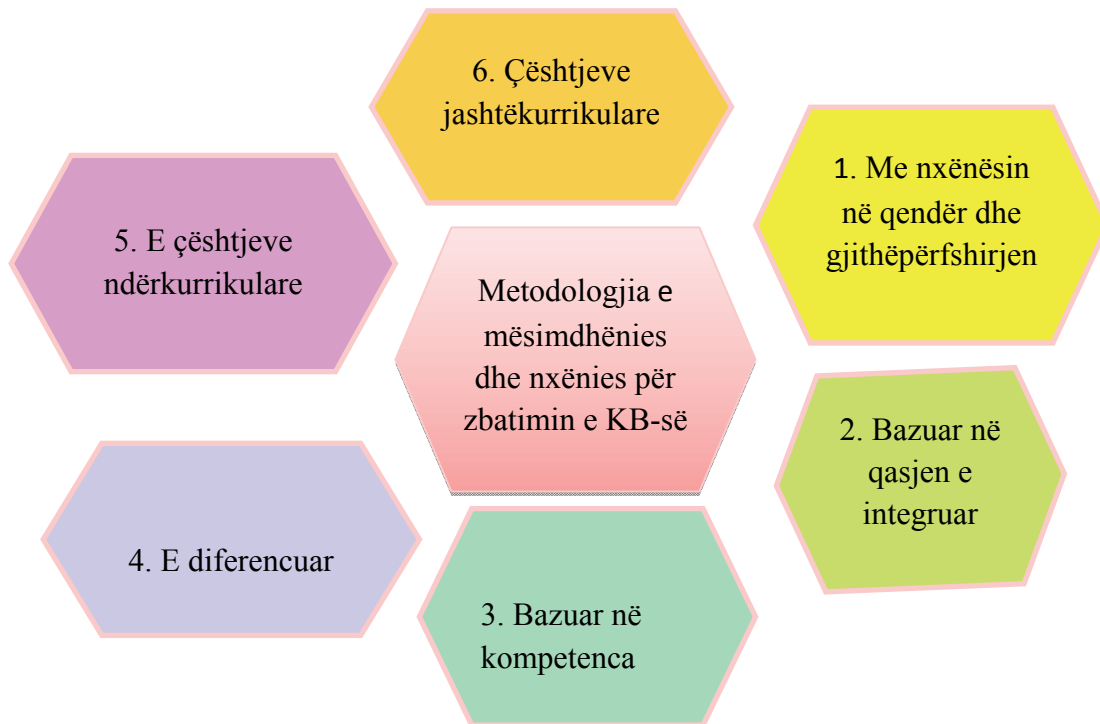 6. Çështjeve
jashtëkurrikulare
1. Me nxënësin
në qendër dhe
gjithëpërfshirjen
5. E çështjeve
ndërkurrikulare
Metodologjia e
mësimdhënies
dhe nxënies për
zbatimin e KB-së
2. Bazuar në
qasjen e
integruar
4. E diferencuar
3. Bazuar në
kompetenca